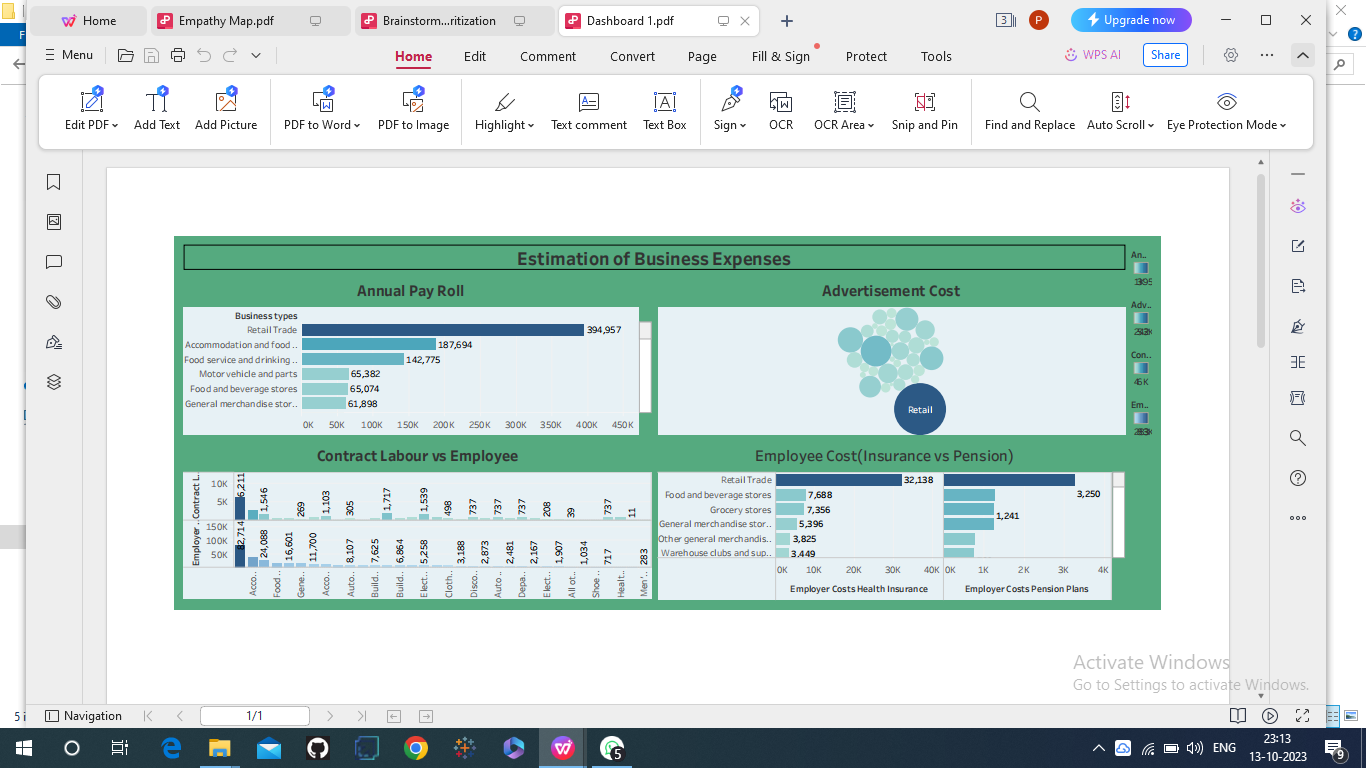 Home
Empathy Map.pdf
Brainstorm...ritization
Dashboard 1.pdf
3
P
Upgrade now
Menu
Home
Edit
Comment
Convert
Page
Fill & Sign
Protect
Tools
WPS AI
Share
Edit PDF
Add Text
Add Picture
PDF to Word
PDF to Image
Highlight
Text comment
Text Box
Sign
OCR
OCR Area
Snip and Pin
Find and Replace
Auto Scroll
Eye Protection Mode
Estimation of Business Expenses
An..
Adv..
Con..
46K
Em..
Annual Pay Roll
Business types
Retail Trade 394,957
Accommodation and food .. 187,694
Food service and drinking .. 142,775
Motor vehicle and parts 65,382
Food and beverage stores 65,074
General merchandise stor.. 61,898
0K 50K 100K 150K 200K 250K 300K 350K 400K 450K
Advertisement Cost
Retail
Contract Labour vs Employee
Contract L..
10K
5K
6,211 1,546 269 1,103 305 1,717 1,539 498 737 737 737 208 39 737 11
Employer ..
150K
100K
50K
82,714 24,088 16,601 11,700 8,107 7,625 6,864 5,258 3,188 2,873 2,481 2,167 1,907 1,034 717 283
Acco.. Food.. Gene.. Acco.. Auto.. Build.. Build.. Elect.. Cloth.. Disco.. Auto .. Depa.. Elect.. All ot.. Shoe .. Healt.. Men'..
Employee Cost(Insurance vs Pension)
Retail Trade 32,138
Food and beverage stores 7,688 3,250
Grocery stores 7,356
General merchandise stor.. 5,396 1,241
Other general merchandis.. 3,825
Warehouse clubs and sup.. 3,449
0K 10K 20K 30K 40K 0K 1K 2K 3K 4K
Employer Costs Health Insurance Employer Costs Pension Plans
Activate Windows
Go to Settings to activate Windows.
5 i
Navigation
1/1
5
ENG
23:13
13-10-2023
9